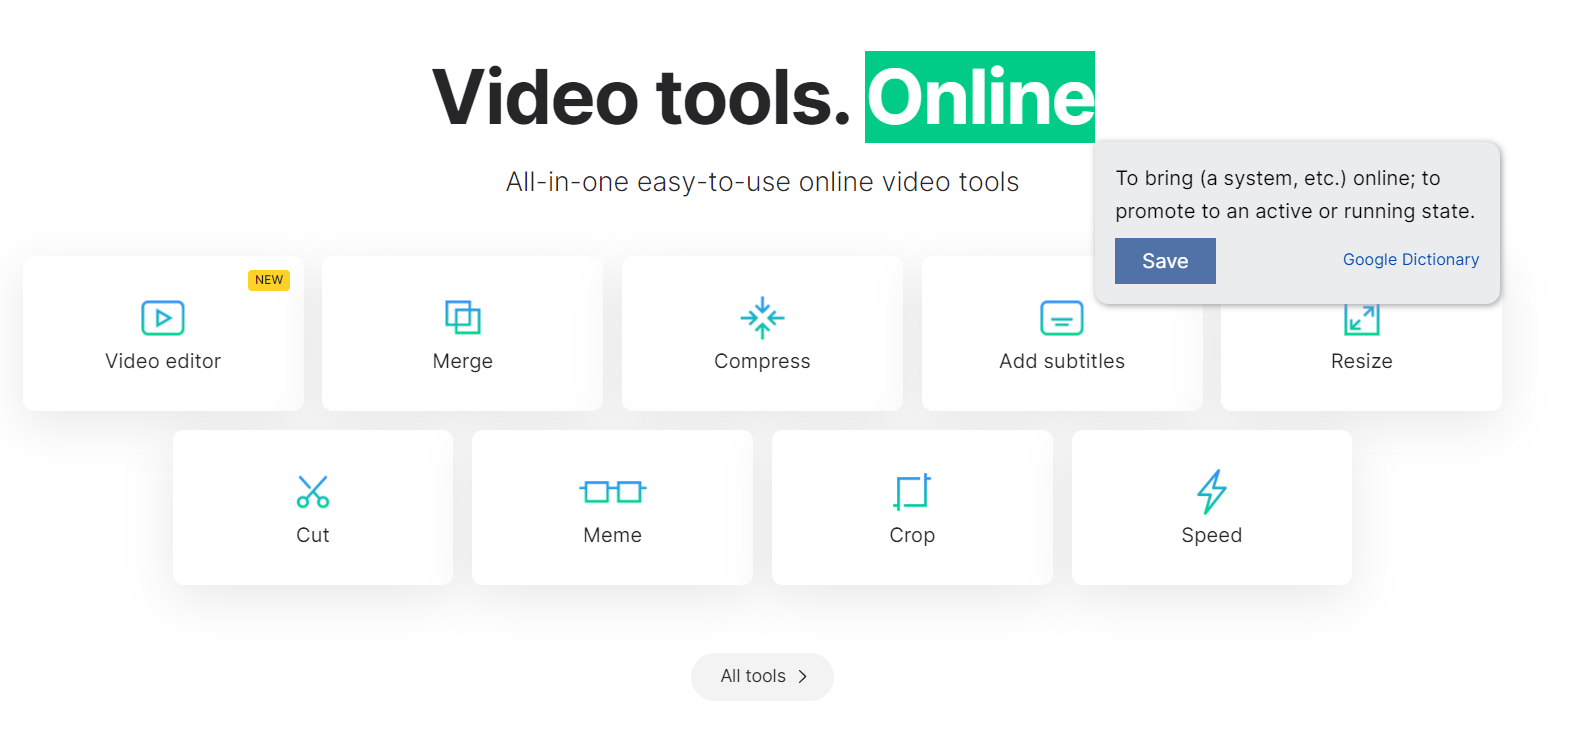 Video tools. Online
All-in-one easy-to-use online video tools
To bring (a system, etc.) online; to
promote to an active or running state.
Save
Google Dictionary
NEW
Video editor
Merge
Compress
Add subtitles
Resize
Cut
Meme
Crop
Speed
All tools